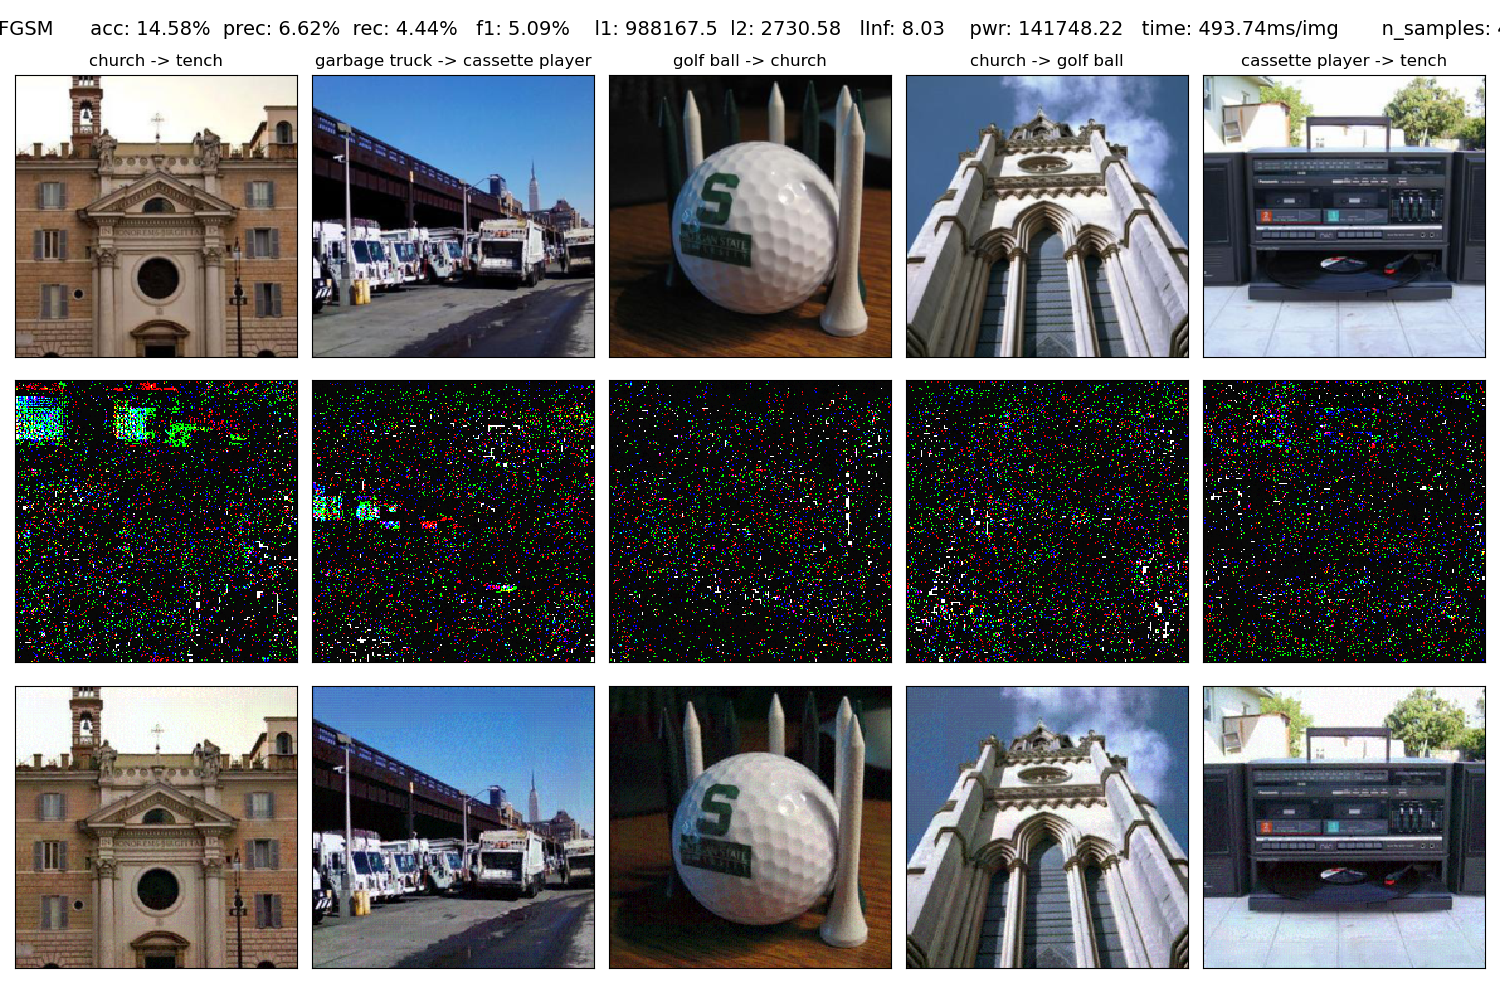 FGSM acc: 14.58% prec: 6.62% rec: 4.44% f1: 5.09% l1: 988167.5 l2: 2730.58 lInf: 8.03 pwr: 141748.22 time: 493.74ms/img n_samples:
church -> tench
garbage truck -> cassette player
golf ball -> church
church -> golf ball
cassette player -> tench
S
STATE
S
STATE